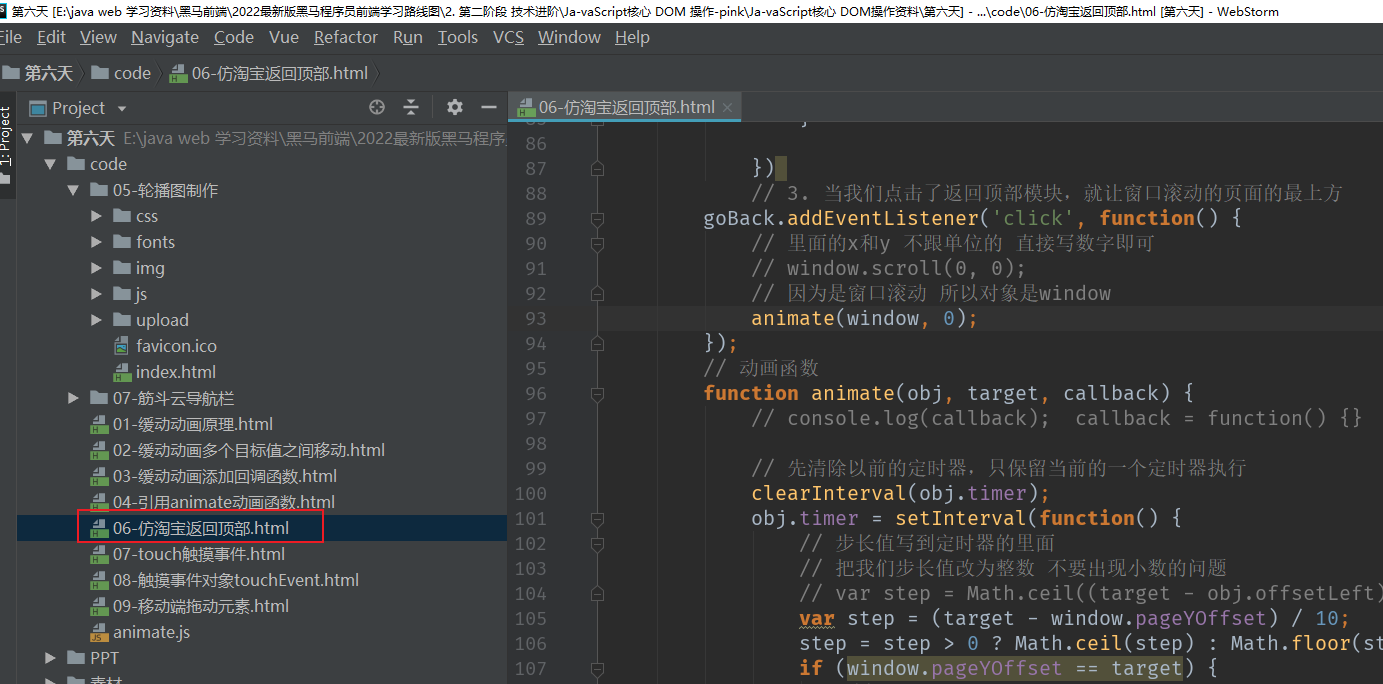 第六天 [E:\java web 学习资料\黑马前端\2022最新版黑马程序员前端学习路线图\2. 第二阶段 技术进阶\Ja-vaScript核心 DOM 操作-pink\Ja-vaScript核心 DOM操作资料\第六天] - ...\code\06-仿淘宝返回顶部.html [第六天] - WebStorm
File Edit View Navigate Code Vue Refactor Run Tools VCS Window Help
第六天 code 06-仿淘宝返回顶部.html
1: Project
Project
第六天 E:\java web 学习资料\黑马前端\2022最新版黑马程序
code
05-轮播图制作
css
fonts
img
js
upload
favicon.ico
index.html
07-筋斗云导航栏
01-缓动动画原理.html
02-缓动动画多个目标值之间移动.html
03-缓动动画添加回调函数.html
04-引用animate动画函数.html
06-仿淘宝返回顶部.html
07-touch触摸事件.html
08-触摸事件对象touchEvent.html
09-移动端拖动元素.html
animate.js
PPT
素材
06-仿淘宝返回顶部.html
85 }
86
87 })
88 // 3. 当我们点击了返回顶部模块，就让窗口滚动的页面的最上方
89 goBack.addEventListener('click', function() {
90 // 里面的x和y 不跟单位的 直接写数字即可
91 // window.scroll(0, 0);
92 // 因为是窗口滚动 所以对象是window
93 animate(window, 0);
94 });
95 // 动画函数
96 function animate(obj, target, callback) {
97 // console.log(callback); callback = function() {}
98
99 // 先清除以前的定时器，只保留当前的一个定时器执行
100 clearInterval(obj.timer);
101 obj.timer = setInterval(function() {
102 // 步长值写到定时器的里面
103 // 把我们步长值改为整数 不要出现小数的问题
104 // var step = Math.ceil((target - obj.offsetLeft)
105 var step = (target - window.pageYOffset) / 10;
106 step = step > 0 ? Math.ceil(step) : Math.floor(st
107 if (window.pageYOffset == target) {